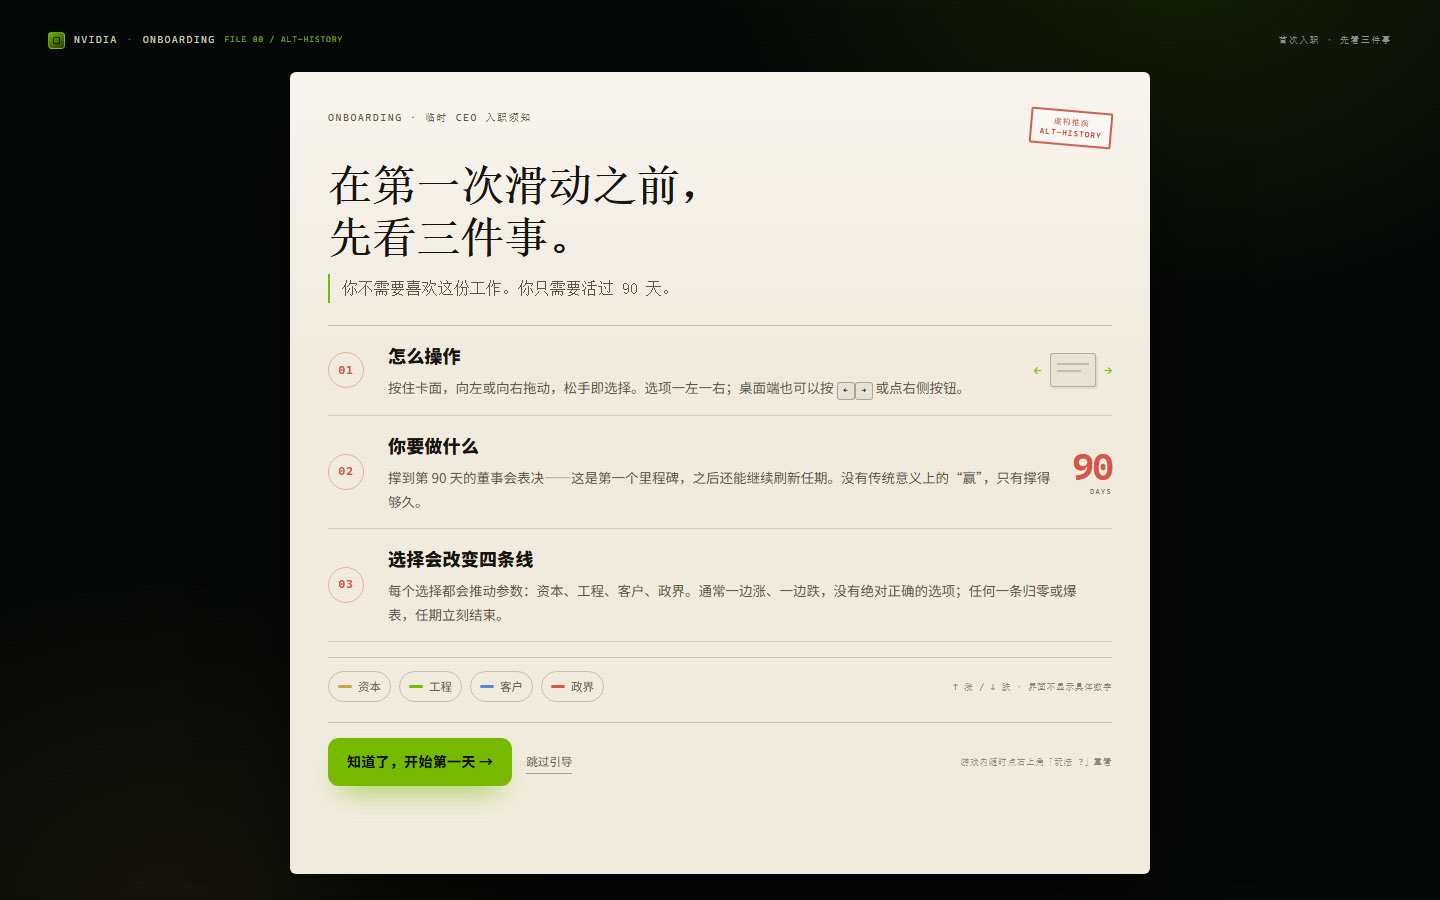 NVIDIA · ONBOARDING FILE 00 / ALT-HISTORY
首次入职 · 先看三件事
ONBOARDING · 临时 CEO 入职须知
虚构推演
ALT-HISTORY
在第一次滑动之前，
先看三件事。
你不需要喜欢这份工作。你只需要活过 90 天。
01
怎么操作
按住卡面，向左或向右拖动，松手即选择。选项一左一右；桌面端也可以按 ← → 或点右侧按钮。
← →
02
你要做什么
撑到第 90 天的董事会表决——这是第一个里程碑，之后还能继续刷新任期。没有传统意义上的“赢”，只有撑得
够久。
90
DAYS
03
选择会改变四条线
每个选择都会推动参数：资本、工程、客户、政界。通常一边涨、一边跌，没有绝对正确的选项；任何一条归零或爆
表，任期立刻结束。
资本 工程 客户 政界
↑ 涨 / ↓ 跌 · 界面不显示具体数字
知道了，开始第一天 →
跳过引导
游戏内随时点右上角「玩法 ?」重看